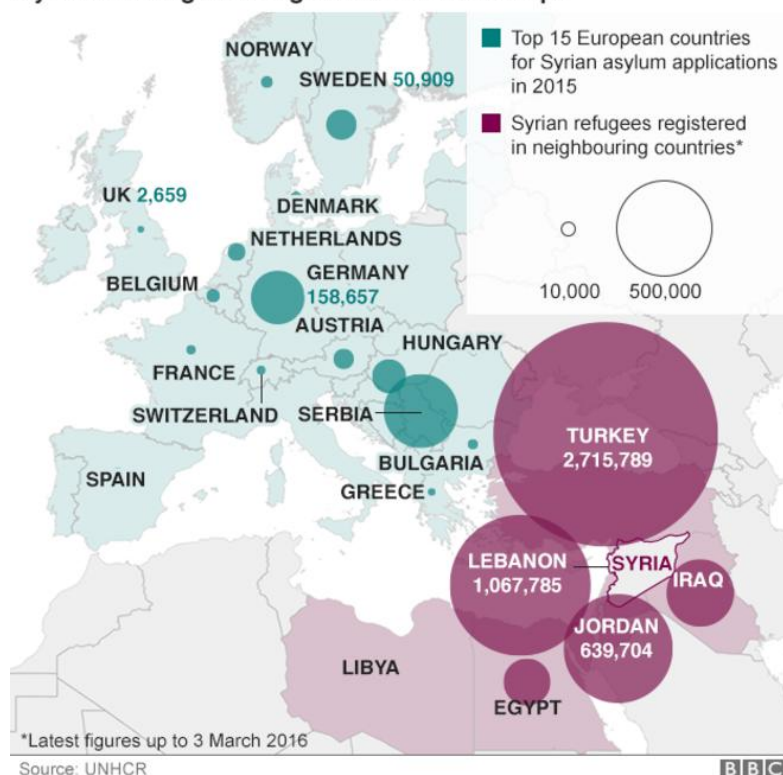 NORWAY
SWEDEN 50,909
Top 15 European countries
for Syrian asylum applications
in 2015
Syrian refugees registered
in neighbouring countries*
10,000 500,000
UK 2,659
DENMARK
NETHERLANDS
BELGIUM
GERMANY
158,657
AUSTRIA
HUNGARY
FRANCE
SWITZERLAND
SERBIA
BULGARIA
GREECE
SPAIN
TURKEY
2,715,789
LEBANON
1,067,785
SYRIA
IRAQ
JORDAN
639,704
LIBYA
EGYPT
*Latest figures up to 3 March 2016
Source: UNHCR
BBC